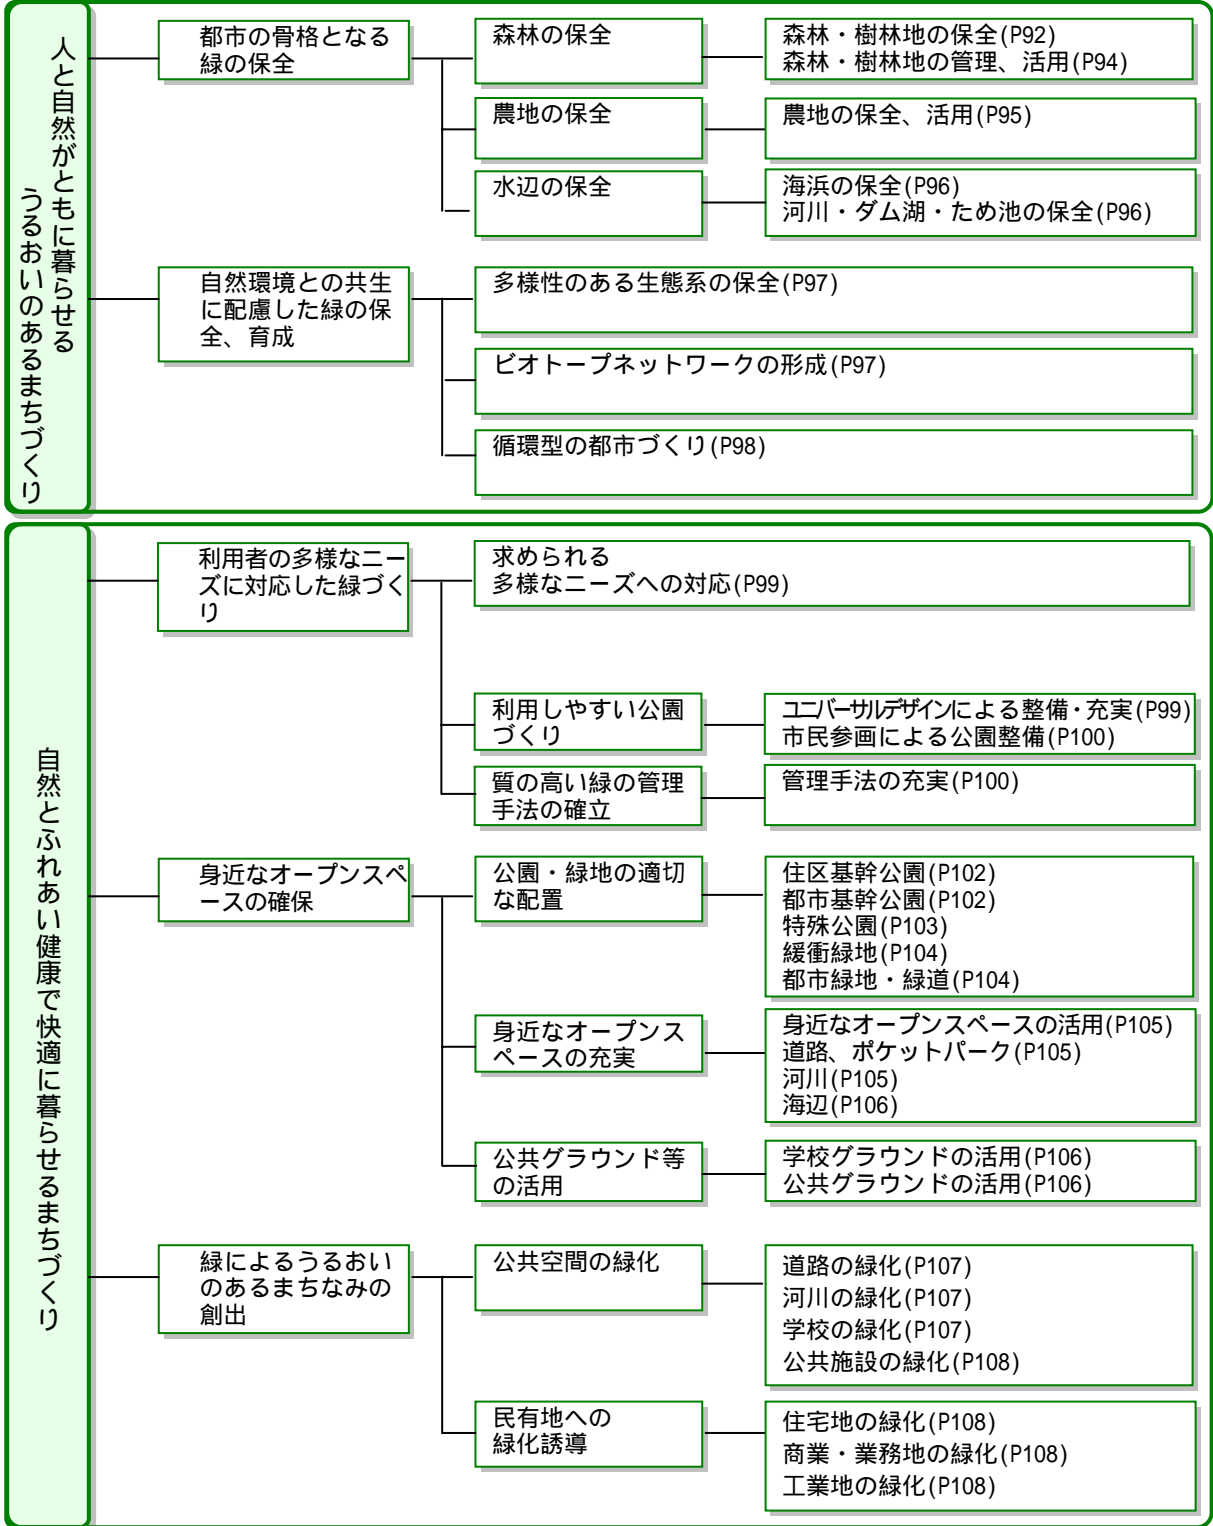 人と自然がともに暮らせる
うるおいのあるまちづくり
都市の骨格となる
緑の保全
森林の保全
森林・樹林地の保全(P92)
森林・樹林地の管理、活用(P94)
農地の保全
農地の保全、活用(P95)
水辺の保全
海浜の保全(P96)
河川・ダム湖・ため池の保全(P96)
自然環境との共生
に配慮した緑の保
全、育成
多様性のある生態系の保全(P97)
ビオトープネットワークの形成(P97)
循環型の都市づくり(P98)
自然とふれあい健康で快適に暮らせるまちづくり
利用者の多様なニー
ズに対応した緑づく
り
求められる
多様なニーズへの対応(P99)
利用しやすい公園
づくり
ユニバーサルデザインによる整備・充実(P99)
市民参画による公園整備(P100)
質の高い緑の管理
手法の確立
管理手法の充実(P100)
身近なオープンスペ
ースの確保
公園・緑地の適切
な配置
住区基幹公園(P102)
都市基幹公園(P102)
特殊公園(P103)
緩衝緑地(P104)
都市緑地・緑道(P104)
身近なオープンス
ペースの充実
身近なオープンスペースの活用(P105)
道路、ポケットパーク(P105)
河川(P105)
海辺(P106)
公共グラウンド等
の活用
学校グラウンドの活用(P106)
公共グラウンドの活用(P106)
緑によるうるおい
のあるまちなみの
創出
公共空間の緑化
道路の緑化(P107)
河川の緑化(P107)
学校の緑化(P107)
公共施設の緑化(P108)
民有地への
緑化誘導
住宅地の緑化(P108)
商業・業務地の緑化(P108)
工業地の緑化(P108)